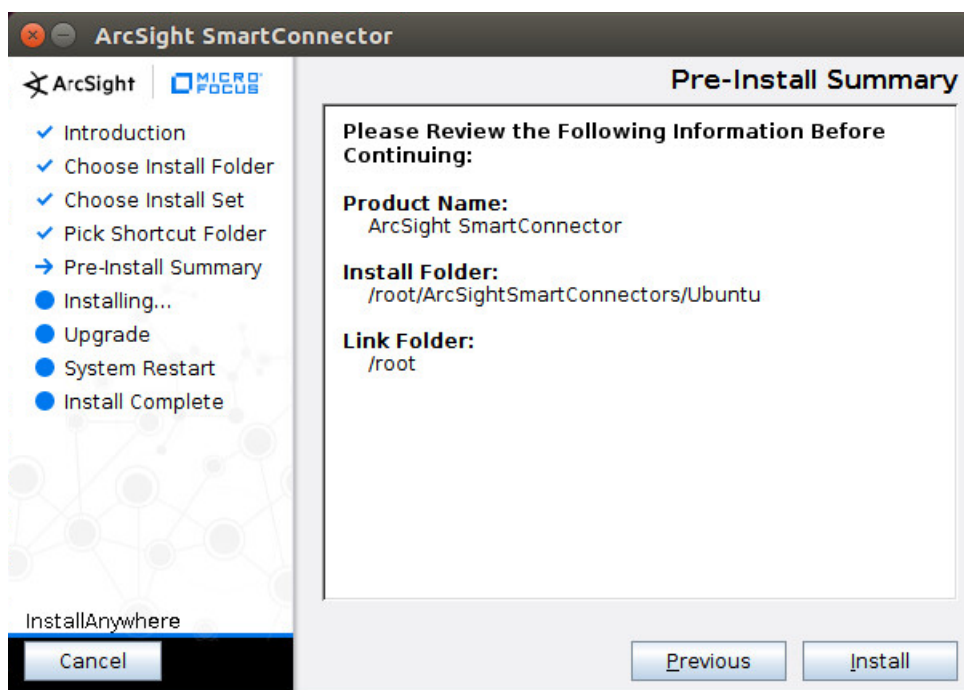 ArcSight SmartConnector
ArcSight MICRO FOCUS
Pre-Install Summary
Introduction
Choose Install Folder
Choose Install Set
Pick Shortcut Folder
Pre-Install Summary
Installing...
Upgrade
System Restart
Install Complete
Please Review the Following Information Before
Continuing:
Product Name:
ArcSight SmartConnector
Install Folder:
/root/ArcSightSmartConnectors/Ubuntu
Link Folder:
/root
InstallAnywhere
Cancel
Previous
Install